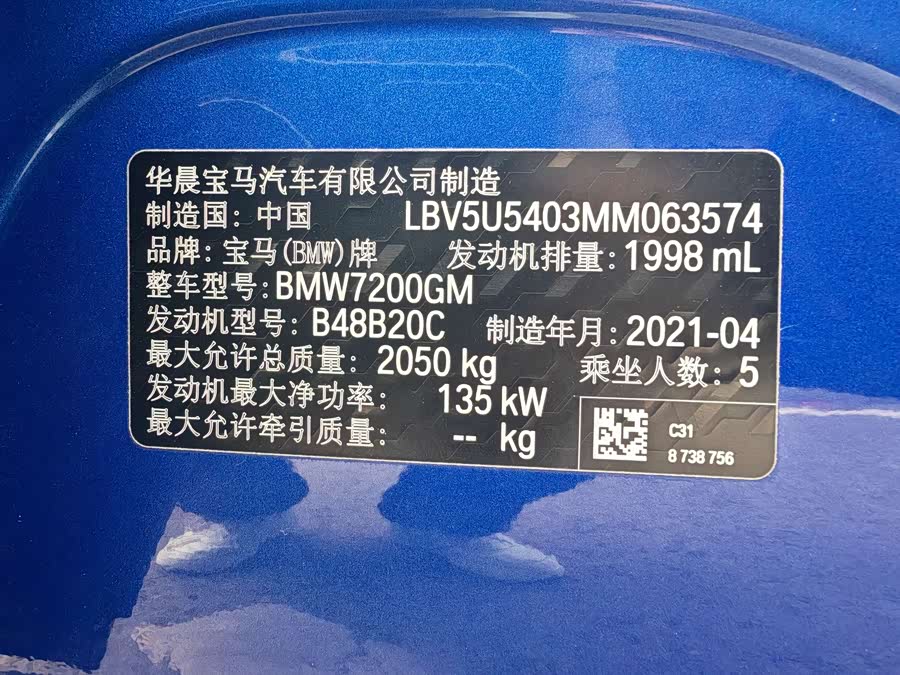 华晨宝马汽车有限公司制造
制造国: 中国 LBV5U5403MM063574
品牌: 宝马(BMW)牌 发动机排量: 1998 mL
整车型号: BMW7200GM
发动机型号: B48B20C 制造年月: 2021-04
最大允许总质量: 2050 kg 乘坐人数: 5
发动机最大净功率: 135 kW
最大允许牵引质量: -- kg
C31
8 738 756